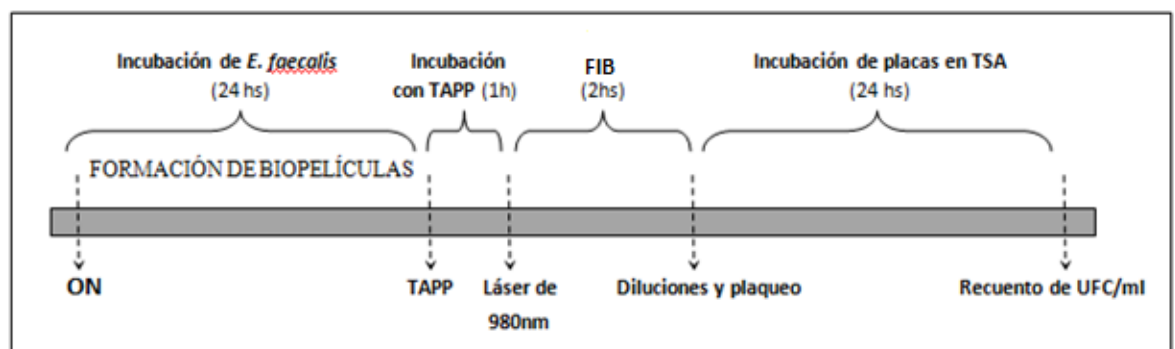 Incubación de E. faecalis
(24 hs)
Incubación
con TAPP (1h)
FIB
(2hs)
Incubación de placas en TSA
(24 hs)
FORMACIÓN DE BIOPELÍCULAS
ON
TAPP
Láser de
980nm
Diluciones y plaqueo
Recuento de UFC/ml